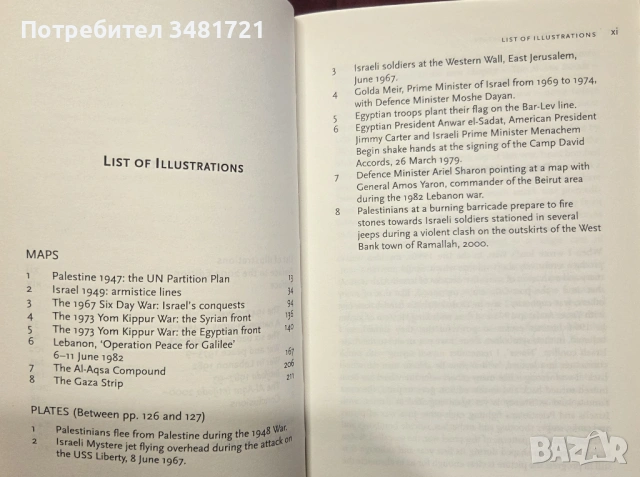 Потребител 3481721
LIST OF ILLUSTRATIONS
MAPS
1 Palestine 1947: the UN Partition Plan 13
2 Israel 1949: armistice lines 34
3 The 1967 Six Day War: Israel's conquests 94
4 The 1973 Yom Kippur War: the Syrian front 136
5 The 1973 Yom Kippur War: the Egyptian front 140
6 Lebanon, 'Operation Peace for Galilee'
6–11 June 1982 167
7 The Al-Aqsa Compound 206
8 The Gaza Strip 211
PLATES (Between pp. 126 and 127)
1 Palestinians flee from Palestine during the 1948 War.
2 Israeli Mystere jet flying overhead during the attack on
the USS Liberty, 8 June 1967.
LIST OF ILLUSTRATIONS xi
3 Israeli soldiers at the Western Wall, East Jerusalem,
June 1967.
4 Golda Meir, Prime Minister of Israel from 1969 to 1974,
with Defence Minister Moshe Dayan.
5 Egyptian troops plant their flag on the Bar-Lev line.
6 Egyptian President Anwar el-Sadat, American President
Jimmy Carter and Israeli Prime Minister Menachem
Begin shake hands at the signing of the Camp David
Accords, 26 March 1979.
7 Defence Minister Ariel Sharon pointing at a map with
General Amos Yaron, commander of the Beirut area
during the 1982 Lebanon war.
8 Palestinians at a burning barricade prepare to fire
stones towards Israeli soldiers stationed in several
jeeps during a violent clash on the outskirts of the West
Bank town of Ramallah, 2000.
BAZAR